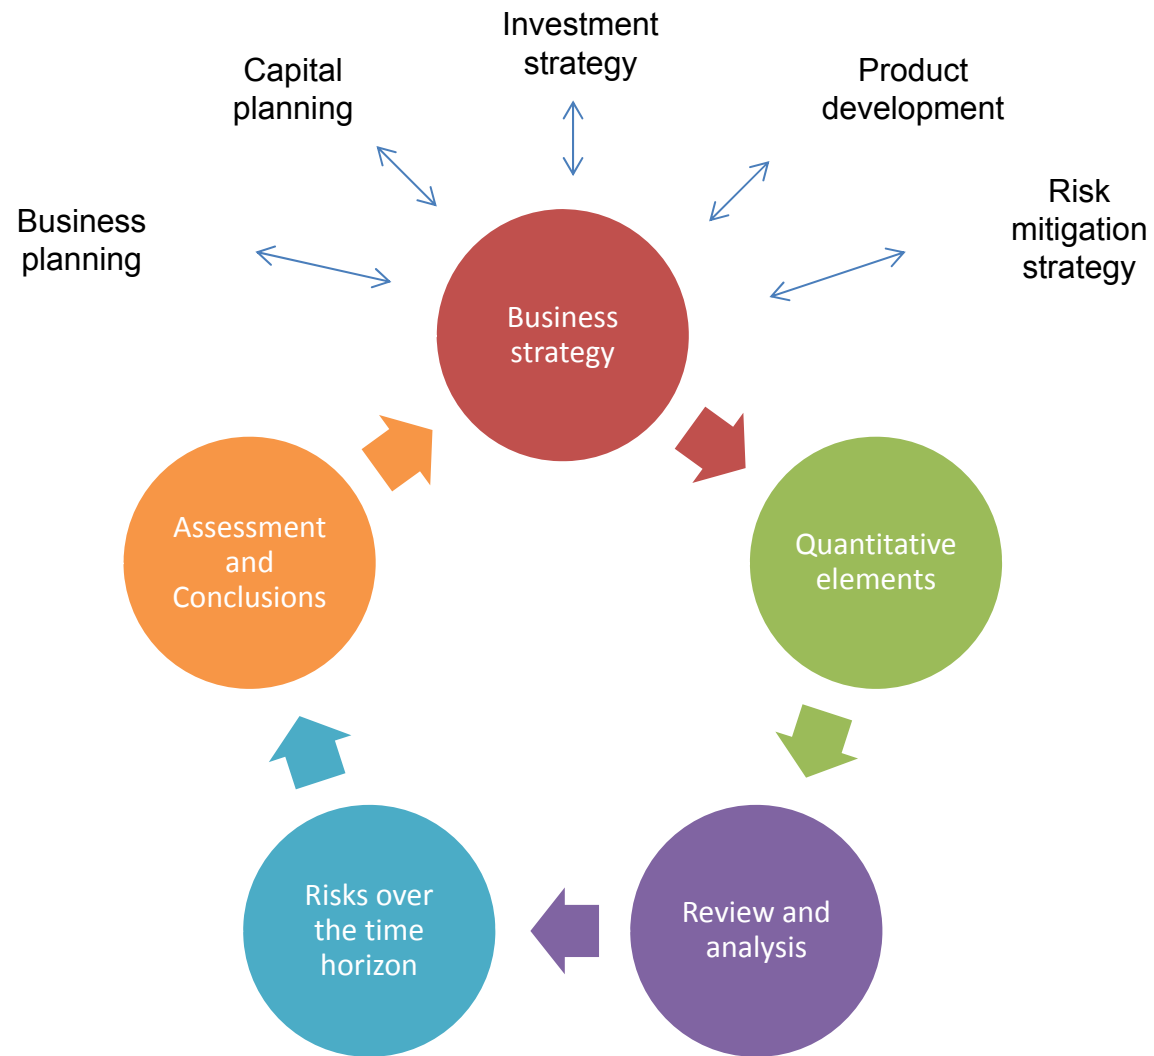 Investment
strategy
Capital
planning
Product
development
Business
planning
Risk
mitigation
strategy
Business
strategy
Assessment
and
Conclusions
Quantitative
elements
Risks over
the time
horizon
Review and
analysis